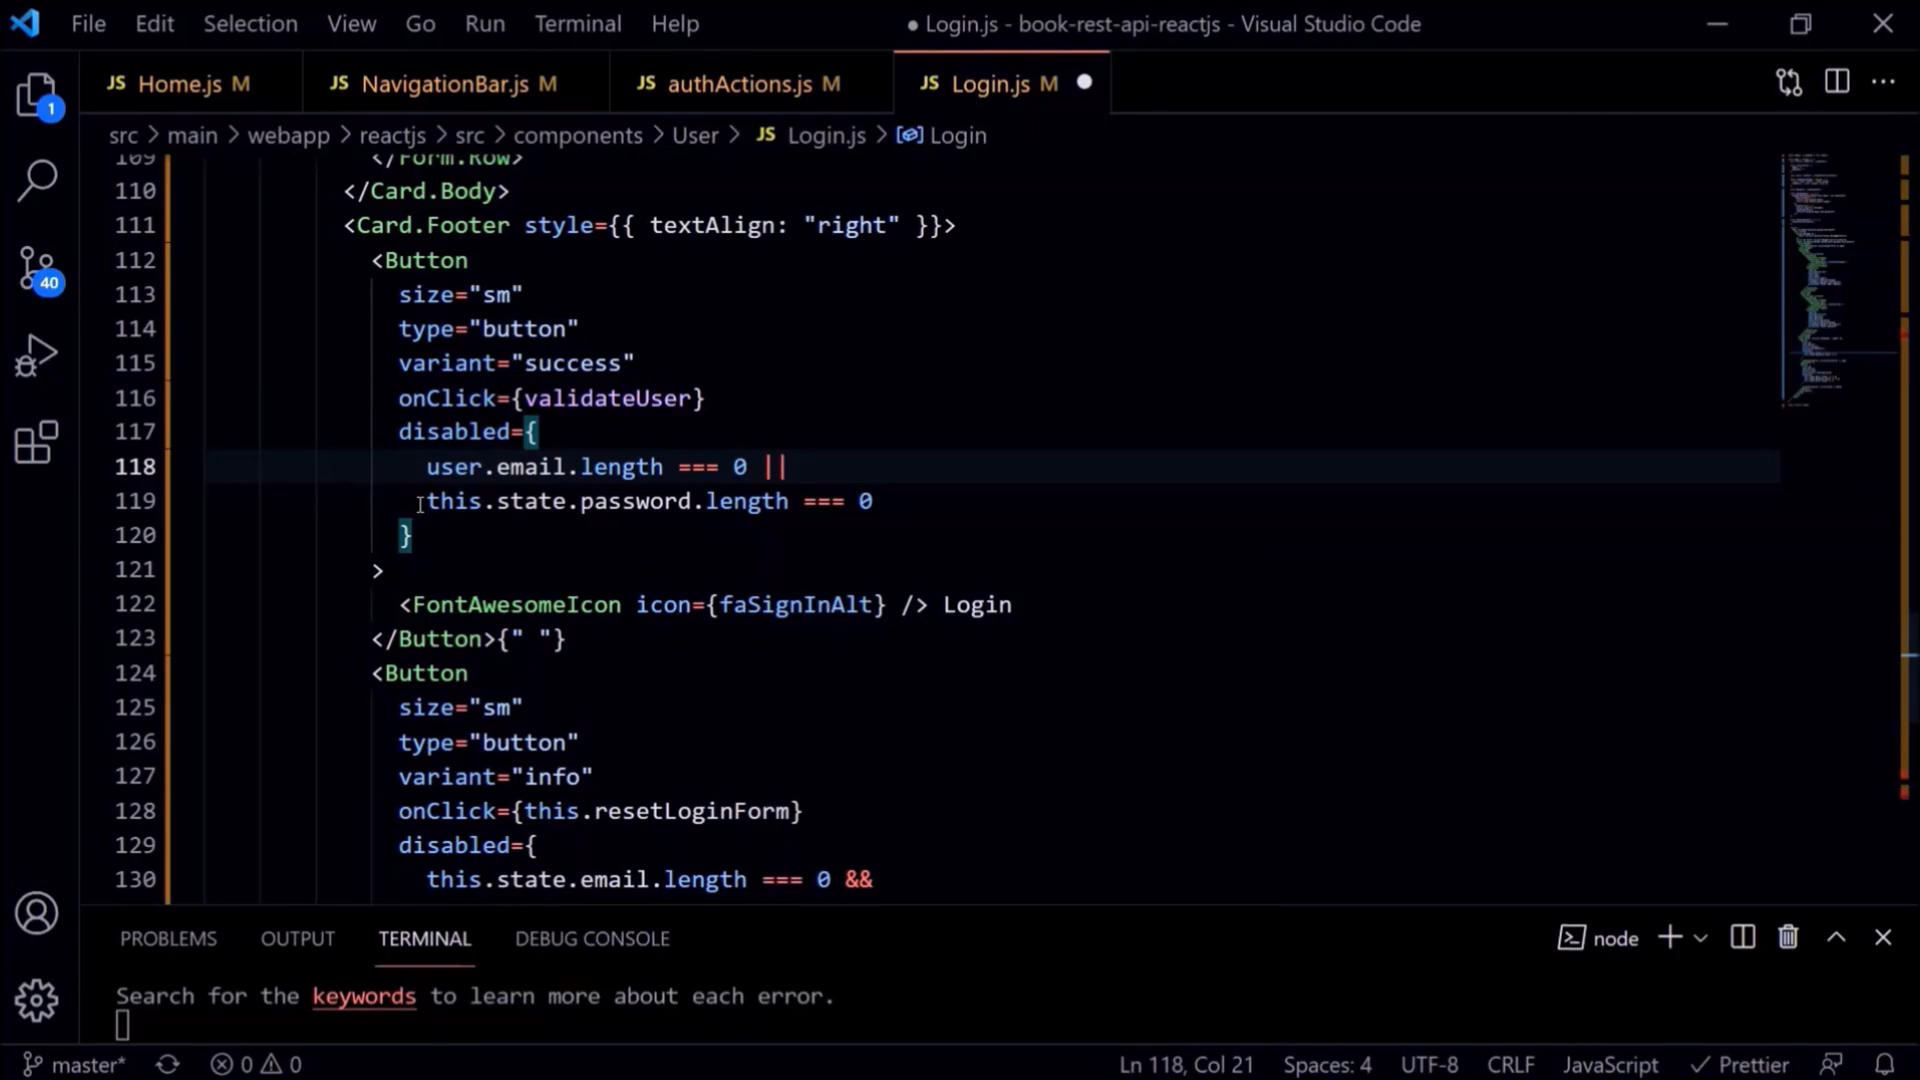 File Edit Selection View Go Run Terminal Help ● Login.js - book-rest-api-reactjs - Visual Studio Code
JS Home.js M JS NavigationBar.js M JS authActions.js M JS Login.js M ●
src > main > webapp > reactjs > src > components > User > JS Login.js > Login
1
40
109 </Form.Row>
110 </Card.Body>
111 <Card.Footer style={{ textAlign: "right" }}>
112 <Button
113 size="sm"
114 type="button"
115 variant="success"
116 onClick={validateUser}
117 disabled={
118 user.email.length === 0 ||
119 this.state.password.length === 0
120 }
121 >
122 <FontAwesomeIcon icon={faSignInAlt} /> Login
123 </Button>{" "}
124 <Button
125 size="sm"
126 type="button"
127 variant="info"
128 onClick={this.resetLoginForm}
129 disabled={
130 this.state.email.length === 0 &&
PROBLEMS OUTPUT TERMINAL DEBUG CONSOLE node
Search for the keywords to learn more about each error.
master* 0 0 Ln 118, Col 21 Spaces: 4 UTF-8 CRLF JavaScript Prettier